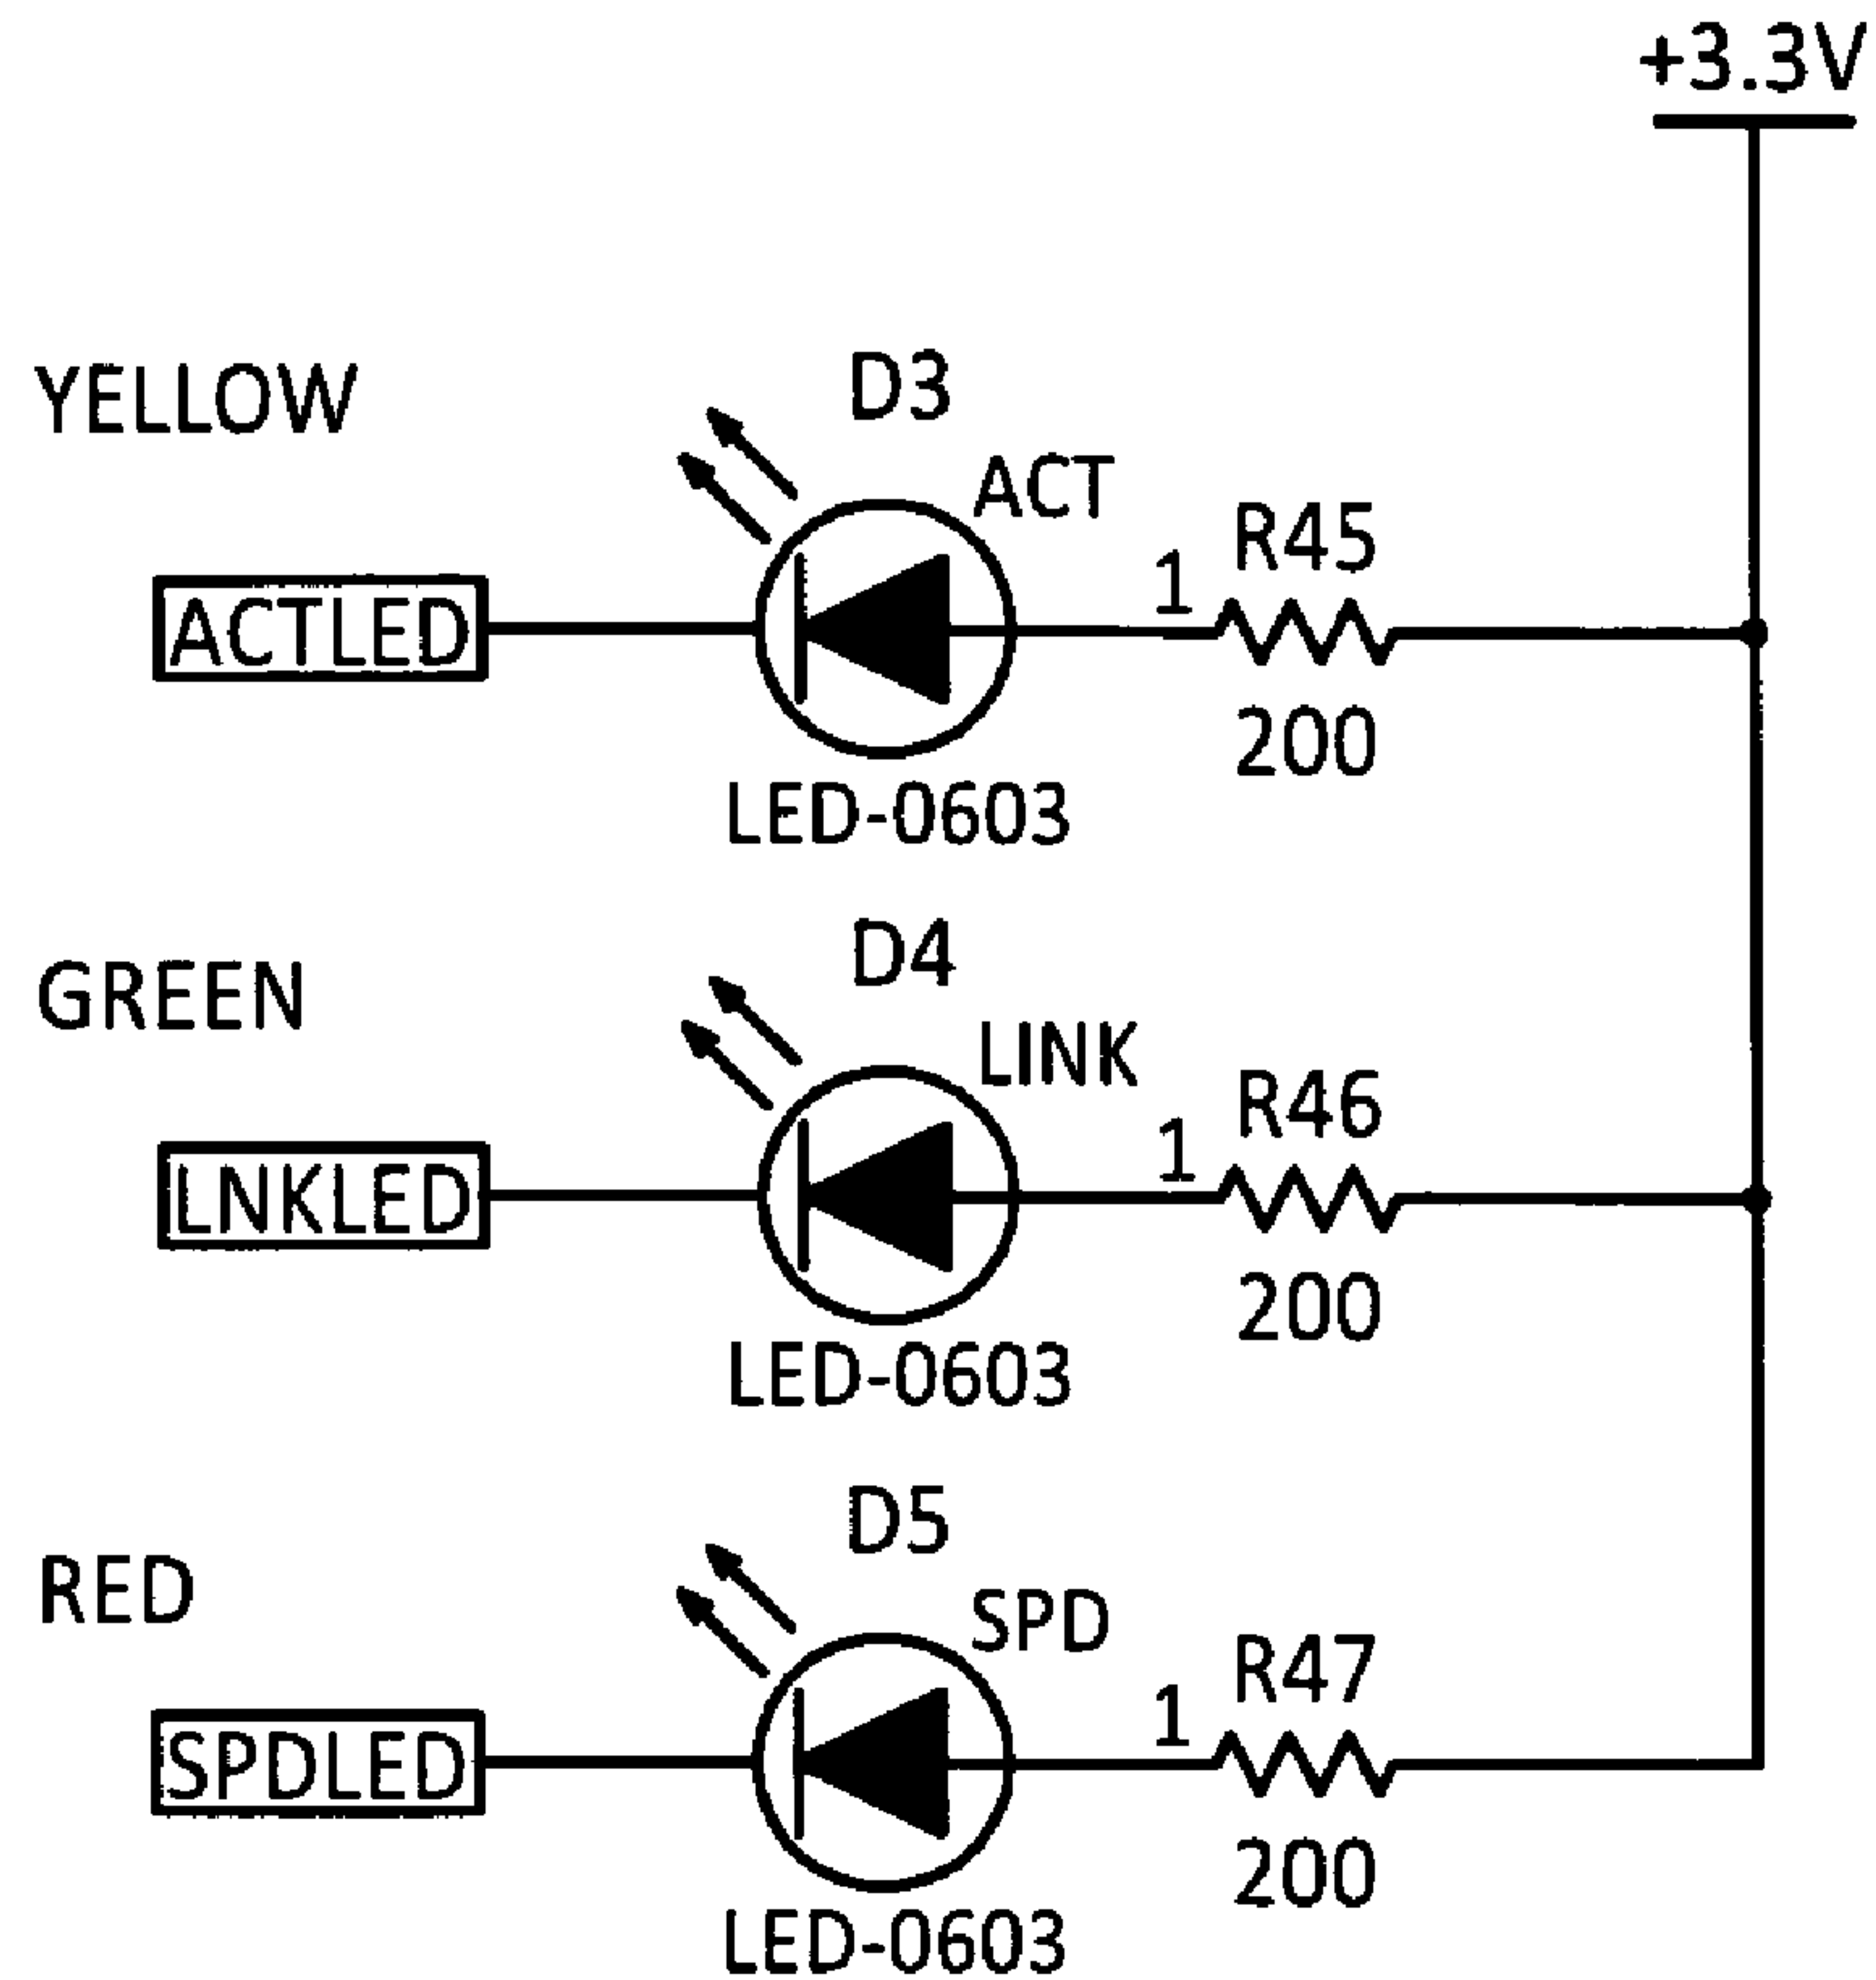 +3.3V
YELLOW
D3
ACT
R45
1
ACTLED
200
LED-0603
D4
GREEN
LINK
R46
1
LNKLED
200
LED-0603
D5
RED
SPD
R47
1
SPDLED
200
LED-0603